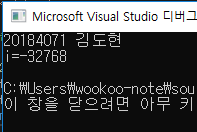 Microsoft Visual Studio 디버그
20184071 김도현
i=-32768
C:\Users\wookoo-note\sou
이 창을 닫으려면 아무 키